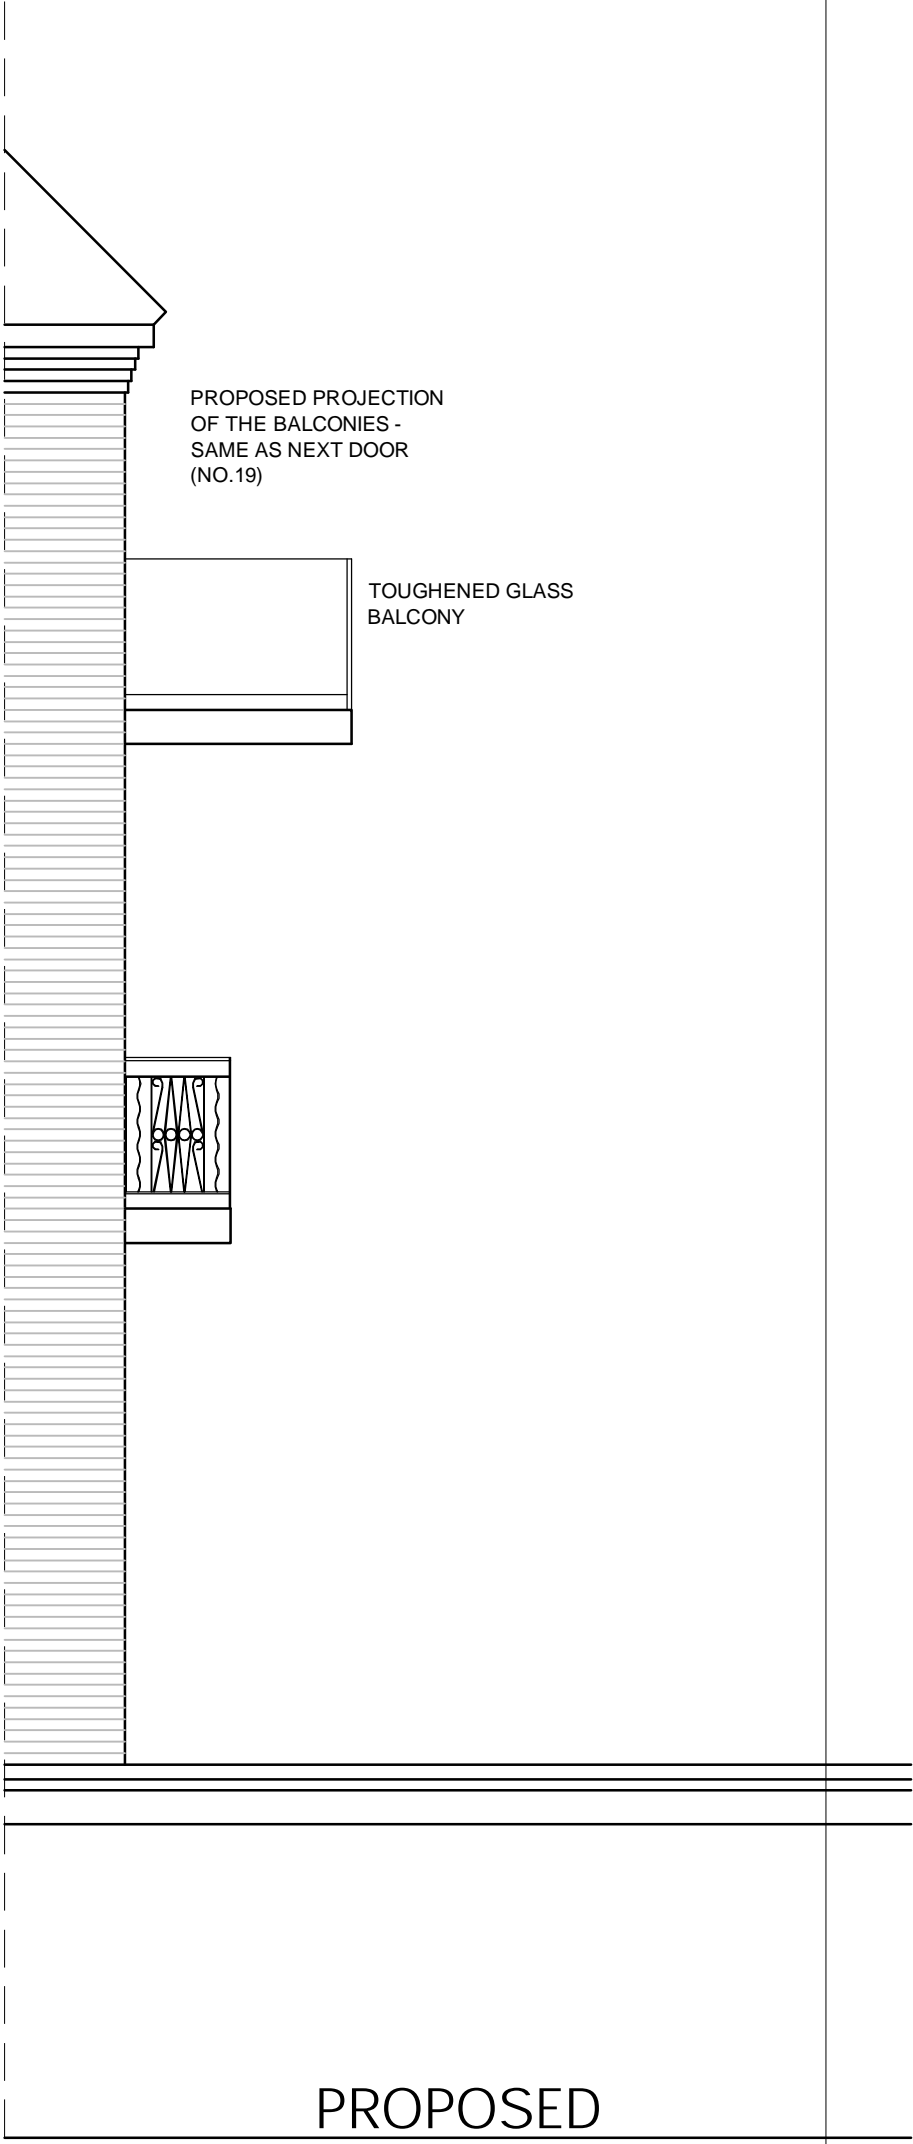 PROPOSED PROJECTION
OF THE BALCONIES -
SAME AS NEXT DOOR
(NO.19)
TOUGHENED GLASS
BALCONY
PROPOSED